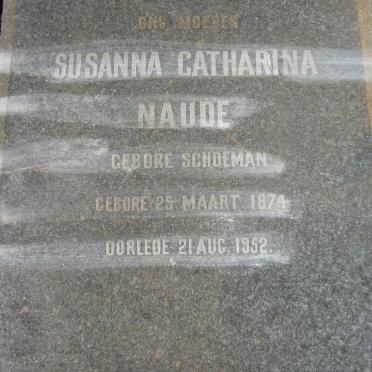 ONS MOEDER
SUSANNA CATHARINA
NAUDE
GEBORE SCHOEMAN
GEBORE 25 MAART 1874
OORLEDE 21 AUG. 1952.